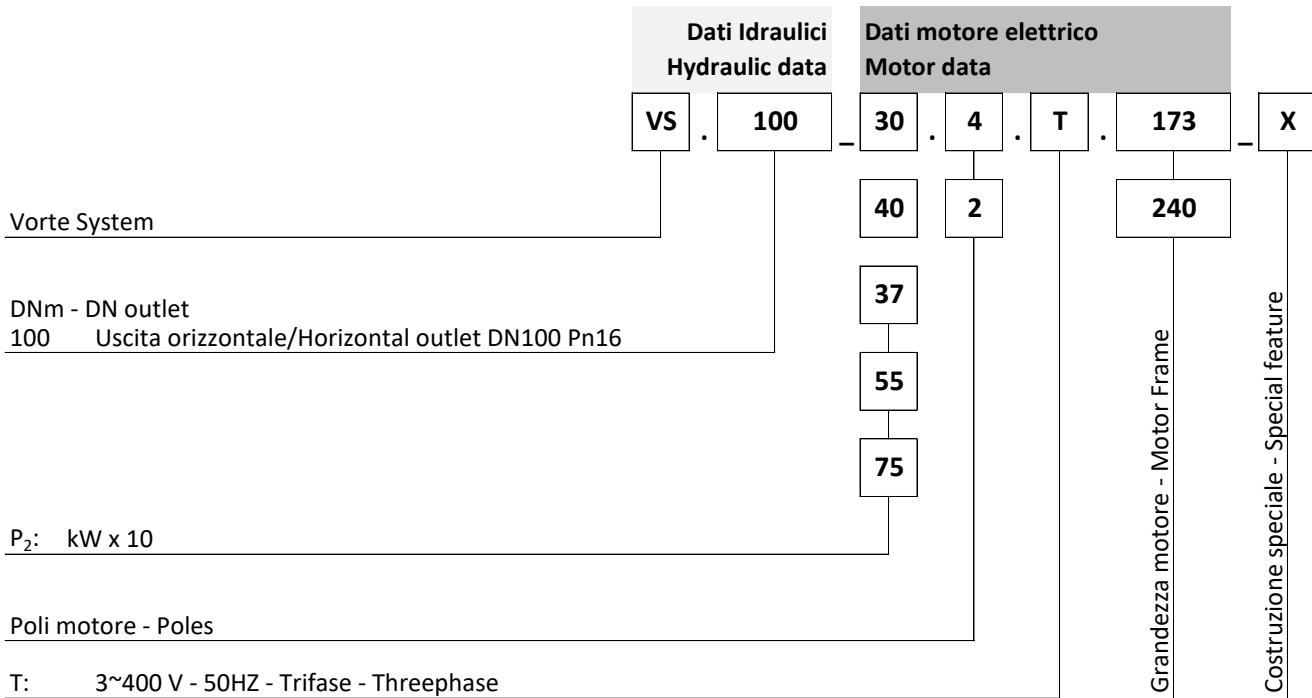 Dati Idraulici
Hydraulic data
Dati motore elettrico
Motor data
VS . 100 _ 30 . 4 . T . 173 _ X
40 2 240
Vorte System
37
DNm - DN outlet
100 Uscita orizzontale/Horizontal outlet DN100 Pn16
55
75
P₂: kW x 10
Poli motore - Poles
T: 3~400 V - 50HZ - Trifase - Threephase
Grandezza motore - Motor Frame
Costruzione speciale - Special feature